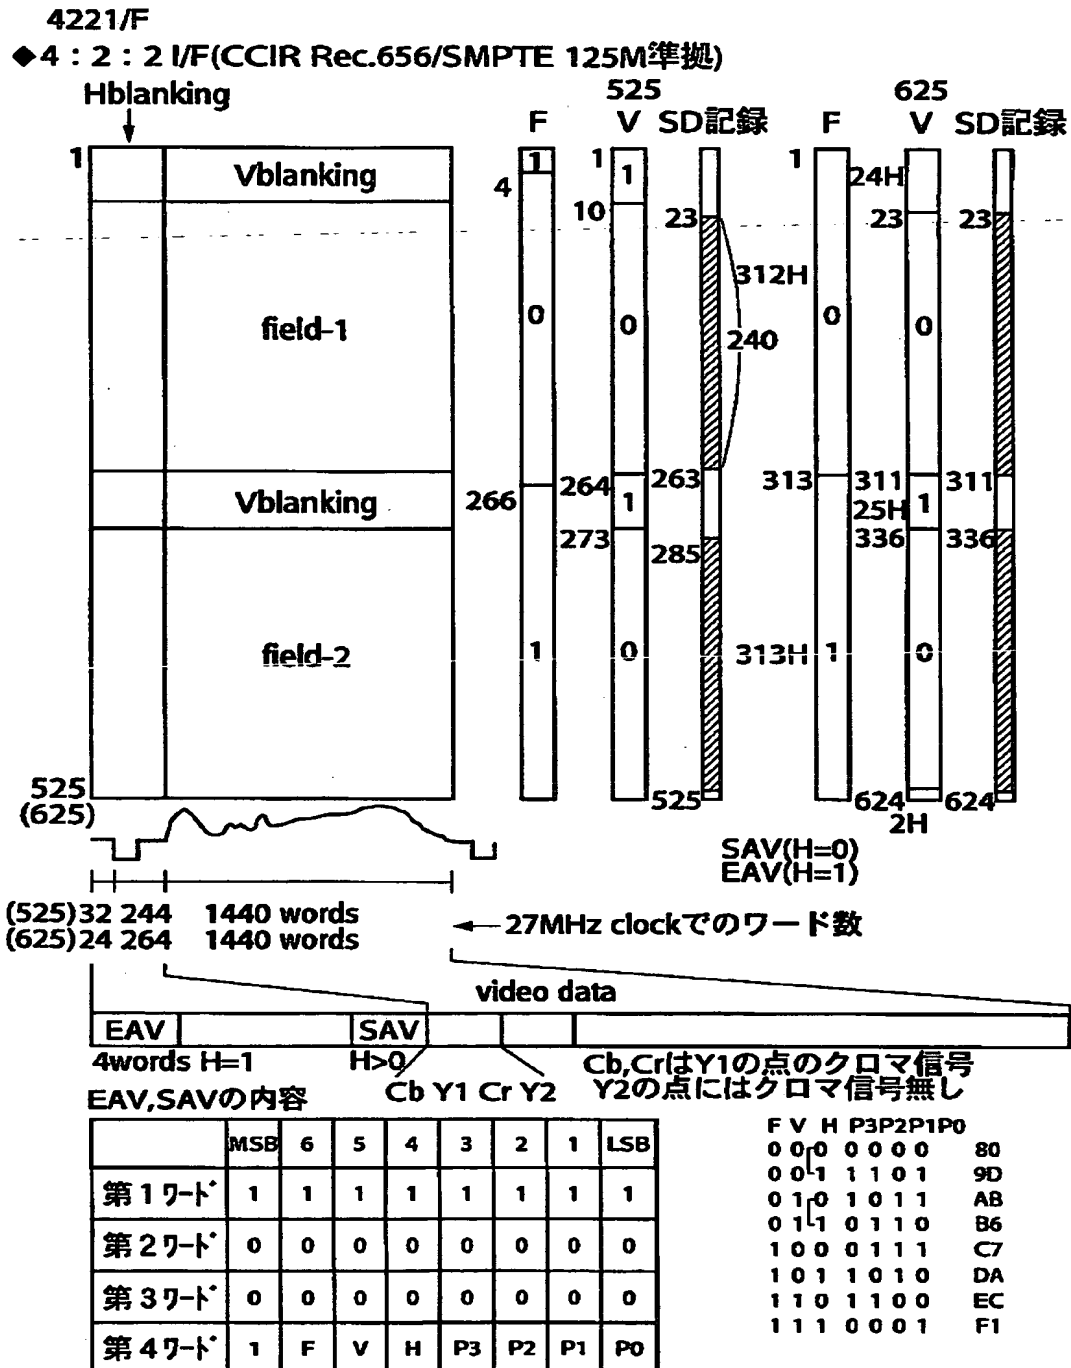 4221/F
◆4：2：2 I/F(CCIR Rec.656/SMPTE 125M準拠)
Hblanking
525
625
F V SD記録 F V SD記録
1 Vblanking 1 1 1 1 24H
4 10 23 23 23
312H
field-1 0 0 240 0 0
Vblanking 266 264 1 263 313 311 25H 1 311
273 285 336 336
field-2 1 0 313H 1 0
525
(625)
525 624 2H 624
SAV(H=0)
EAV(H=1)
(525)32 244 1440 words
(625)24 264 1440 words
←27MHz clockでのワード数
video data
EAV SAV
4words H=1 H>0
Cb Y1 Cr Y2
Cb,CrはY1の点のクロマ信号
Y2の点にはクロマ信号無し
EAV,SAVの内容
MSB 6 5 4 3 2 1 LSB
第1ﾜｰﾄﾞ 1 1 1 1 1 1 1 1
第2ﾜｰﾄﾞ 0 0 0 0 0 0 0 0
第3ﾜｰﾄﾞ 0 0 0 0 0 0 0 0
第4ﾜｰﾄﾞ 1 F V H P3 P2 P1 P0
F V H P3P2P1P0
0 0 0 0 0 0 0 80
0 0 1 1 1 0 1 9D
0 1 0 1 0 1 1 AB
0 1 1 0 1 1 0 B6
1 0 0 0 1 1 1 C7
1 0 1 1 0 1 0 DA
1 1 0 1 1 0 0 EC
1 1 1 0 0 0 1 F1